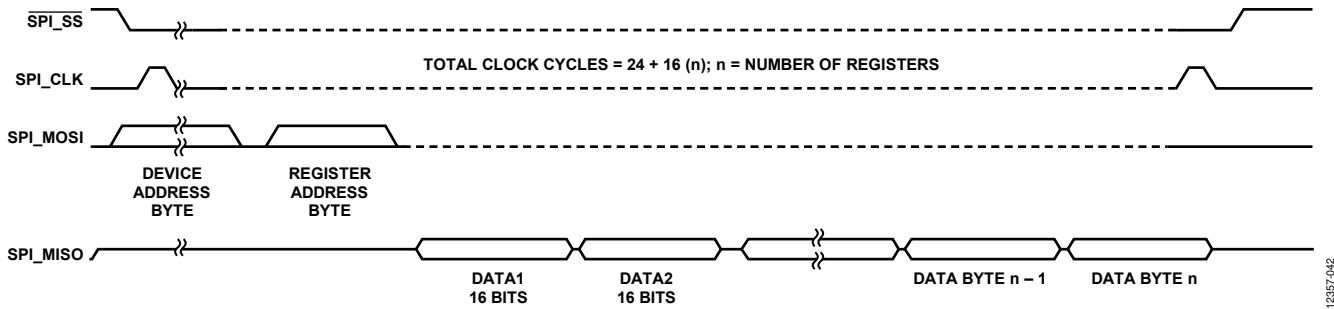 SPI_SS
TOTAL CLOCK CYCLES = 24 + 16 (n); n = NUMBER OF REGISTERS
SPI_CLK
SPI_MOSI
DEVICE
ADDRESS
BYTE
REGISTER
ADDRESS
BYTE
SPI_MISO
DATA1
16 BITS
DATA2
16 BITS
DATA BYTE n – 1
DATA BYTE n
12357-042